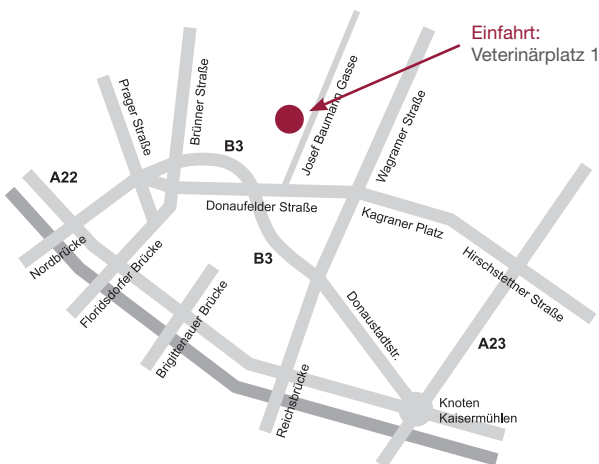 Einfahrt:
Veterinärplatz 1
Prager Straße
Brünner Straße
Josef Baumann Gasse
Wagramer Straße
B3
A22
Donaufelder Straße
Kagraner Platz
Nordbrücke
Floridsdorfer Brücke
B3
Hirschstettner Straße
Brigittenauer Brücke
Donaustadtstr.
A23
Reichsbrücke
Knoten
Kaisermühlen